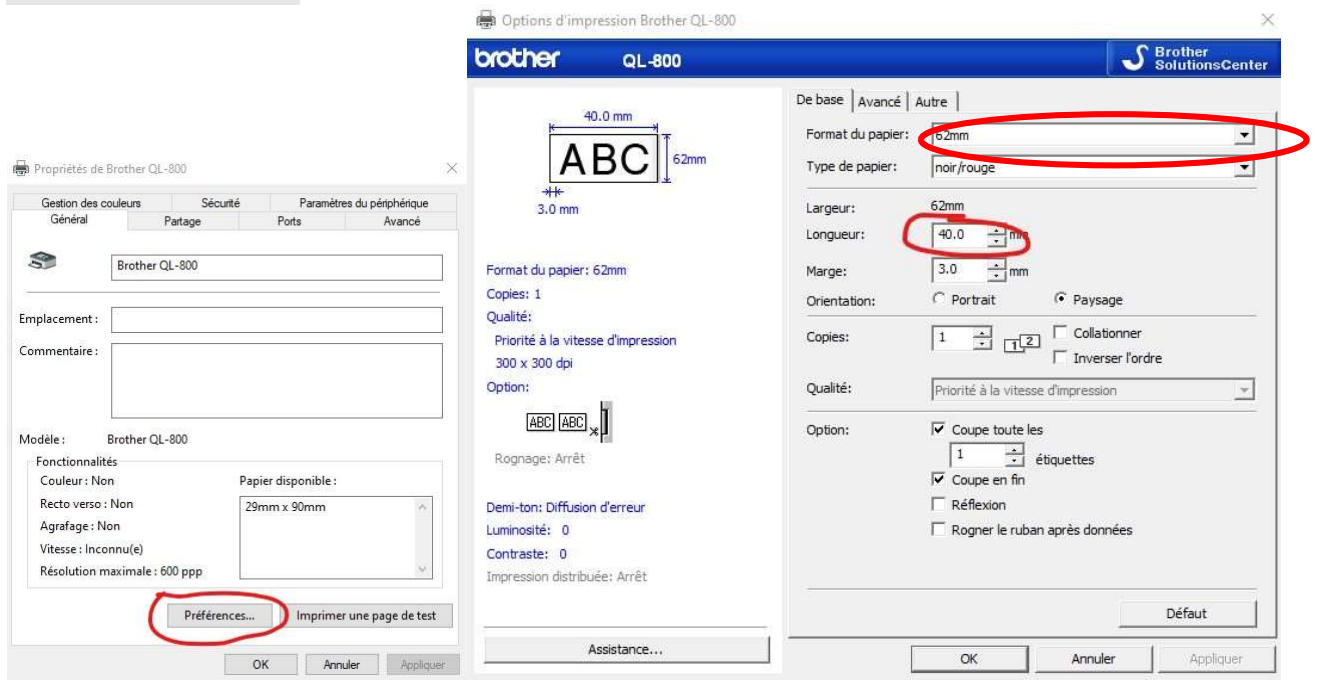 Propriétés de Brother QL-800
Gestion des couleurs Sécurité Paramètres du périphérique
Général Partage Ports Avancé
Brother QL-800
Emplacement :
Commentaire :
Modèle : Brother QL-800
Fonctionnalités
Couleur : Non
Recto verso : Non
Agrafage : Non
Vitesse : Inconnu(e)
Résolution maximale : 600 ppp
Papier disponible :
29mm x 90mm
Préférences... Imprimer une page de test
OK Annuler Appliquer
Options d'impression Brother QL-800
brother QL-800
Brother
SolutionsCenter
40.0 mm
ABC 62mm
3.0 mm
Format du papier: 62mm
Copies: 1
Qualité:
Priorité à la vitesse d'impression
300 x 300 dpi
Option:
ABC ABC
Rognage: Arrêt
Demi-ton: Diffusion d'erreur
Luminosité: 0
Contraste: 0
Impression distribuée: Arrêt
Assistance...
De base Avancé Autre
Format du papier: 62mm
Type de papier: noir/rouge
Largeur: 62mm
Longueur: 40.0 mm
Marge: 3.0 mm
Orientation: Portrait Paysage
Copies: 1 1 2 Collationner
Inverser l'ordre
Qualité: Priorité à la vitesse d'impression
Option: Coupe toute les
1 étiquettes
Coupe en fin
Réflexion
Rogner le ruban après données
Défaut
OK Annuler Appliquer